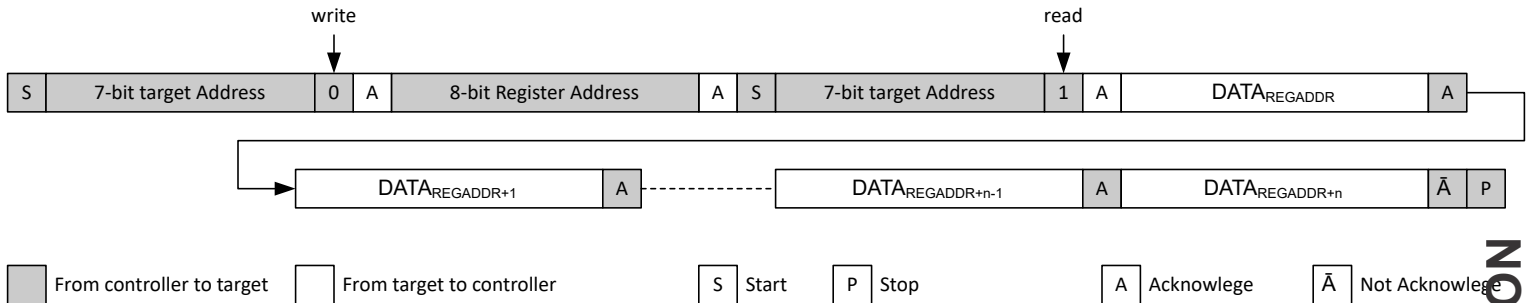 write read
S 7-bit target Address 0 A 8-bit Register Address A S 7-bit target Address 1 A DATAREGADDR A
DATAREGADDR+1 A DATAREGADDR+n-1 A DATAREGADDR+n Ā P
From controller to target From target to controller S Start P Stop A Acknowlege Ā Not Acknowlege
ON